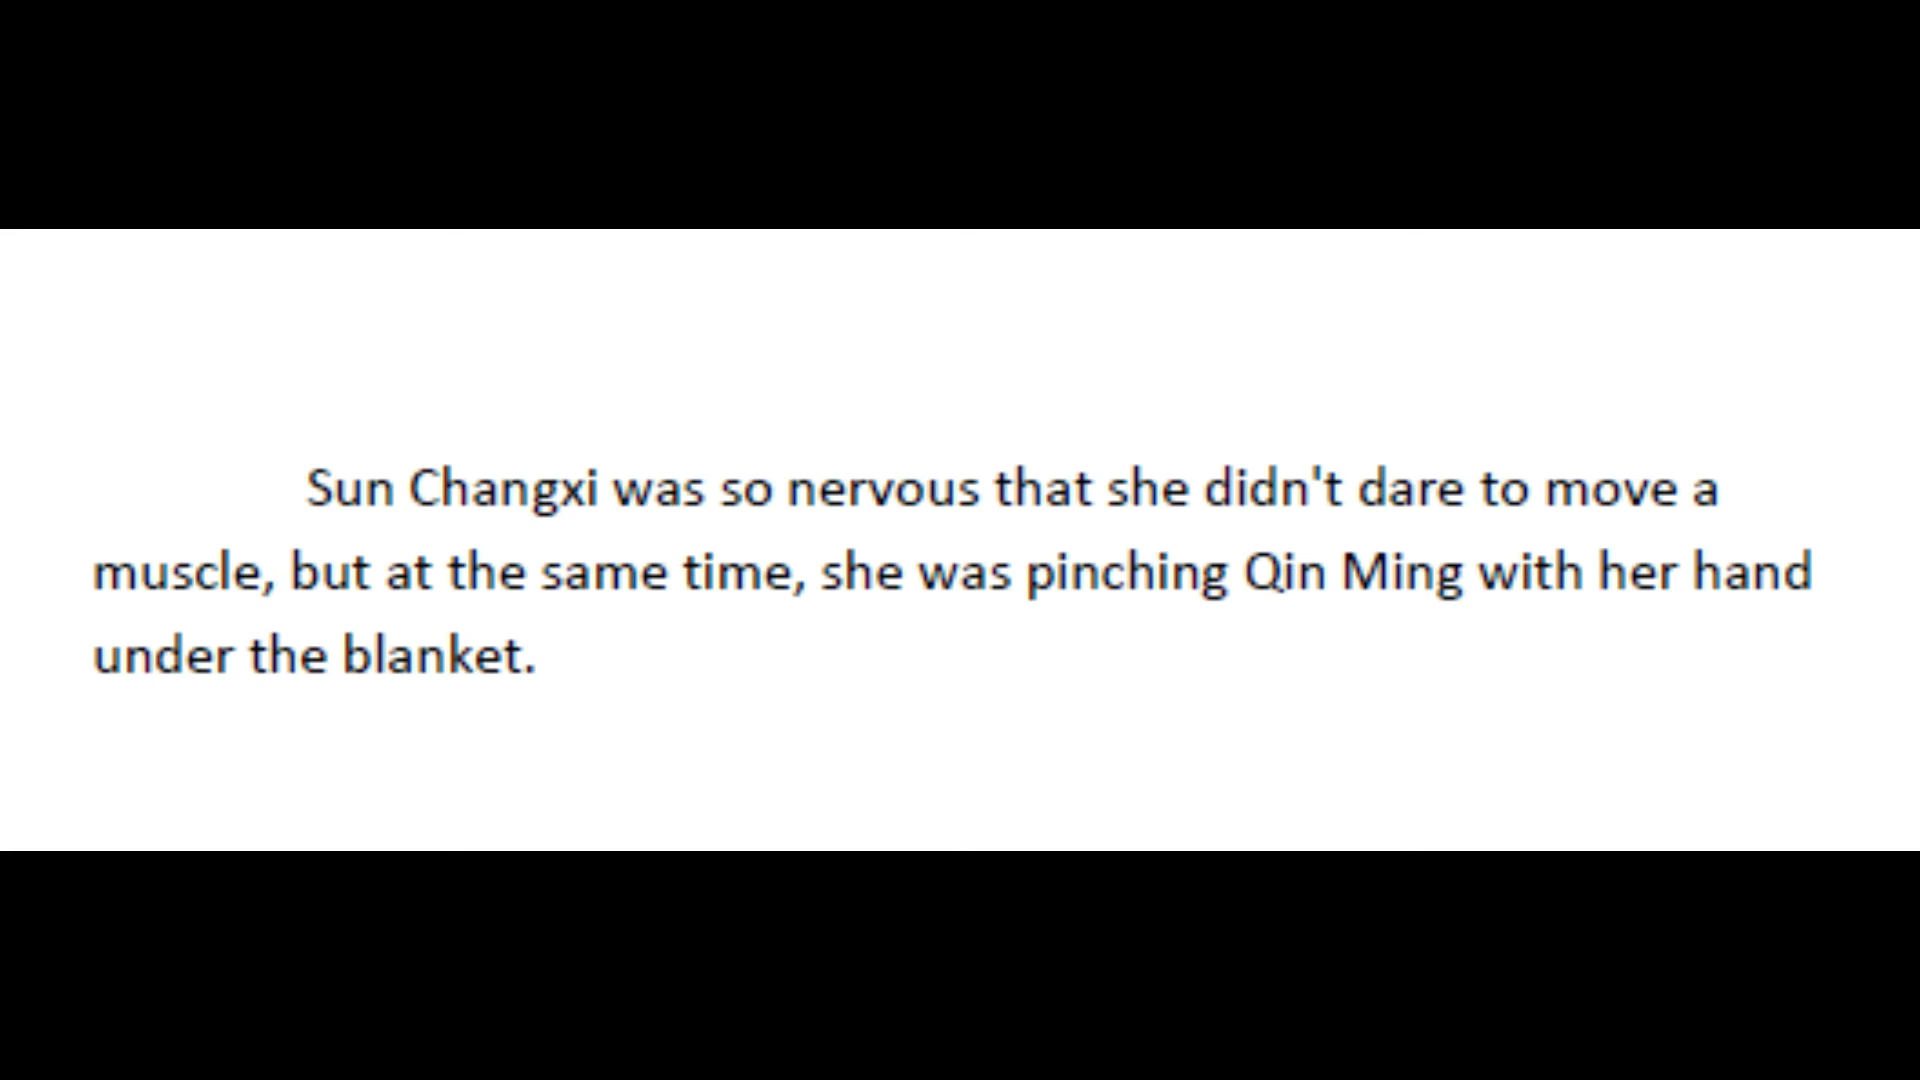 Sun Changxi was so nervous that she didn't dare to move a
muscle, but at the same time, she was pinching Qin Ming with her hand
under the blanket.